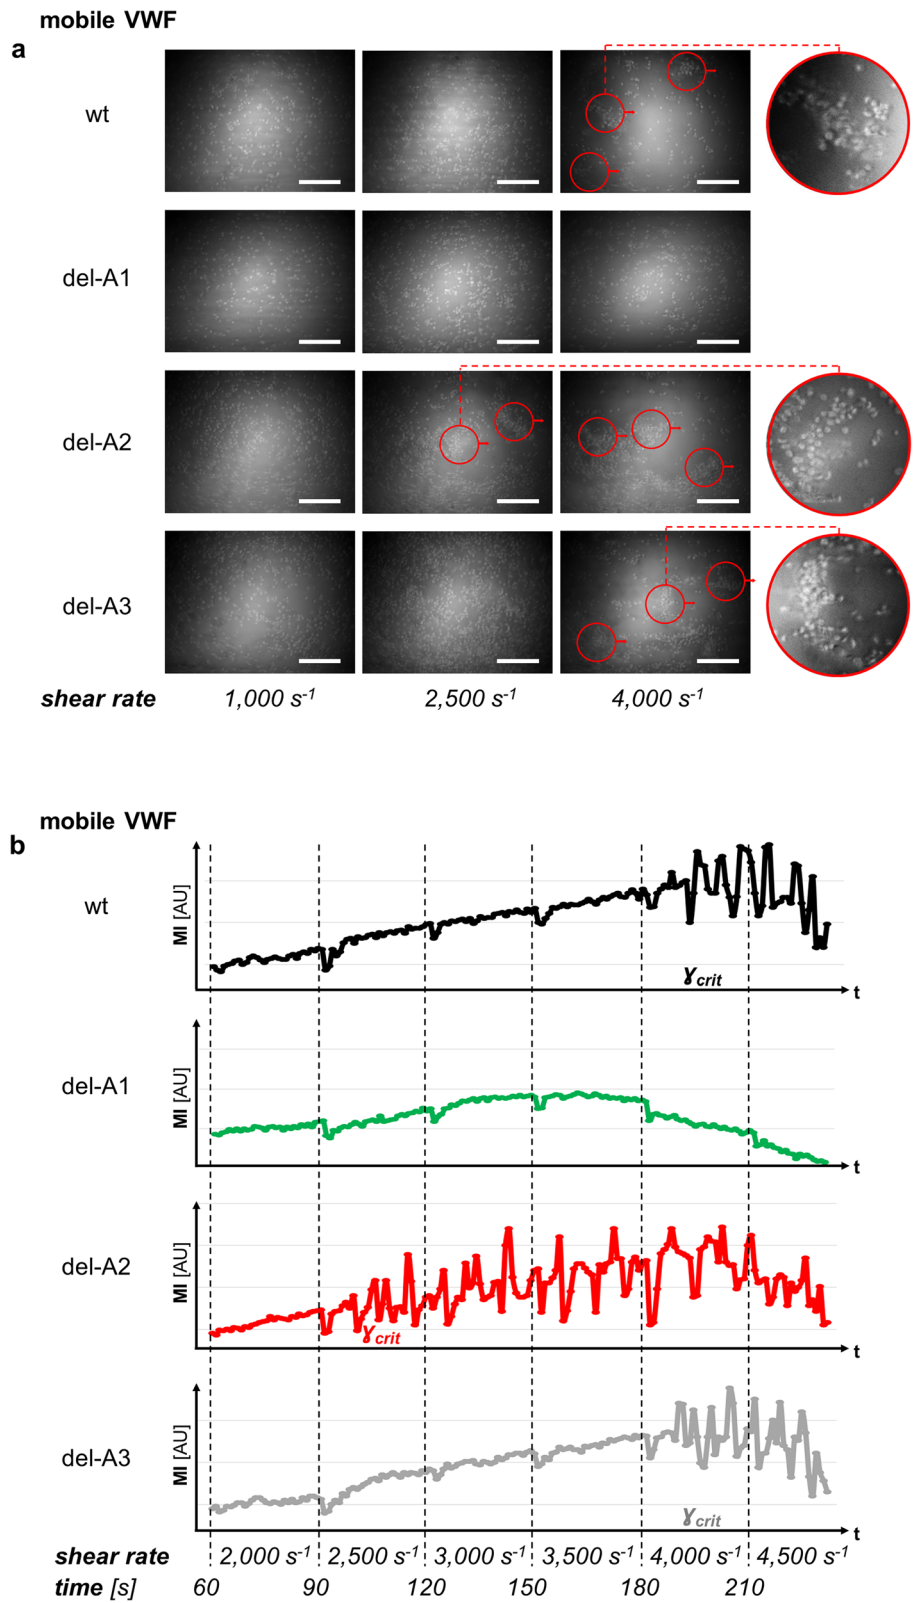 mobile VWF
a
wt
del-A1
del-A2
del-A3
shear rate 1,000 s-1 2,500 s-1 4,000 s-1
mobile VWF
b
wt
MI [AU]
γcrit
t
del-A1
MI [AU]
t
del-A2
MI [AU]
γcrit
t
del-A3
MI [AU]
γcrit
t
shear rate 2,000 s-1 2,500 s-1 3,000 s-1 3,500 s-1 4,000 s-1 4,500 s-1
time [s] 60 90 120 150 180 210